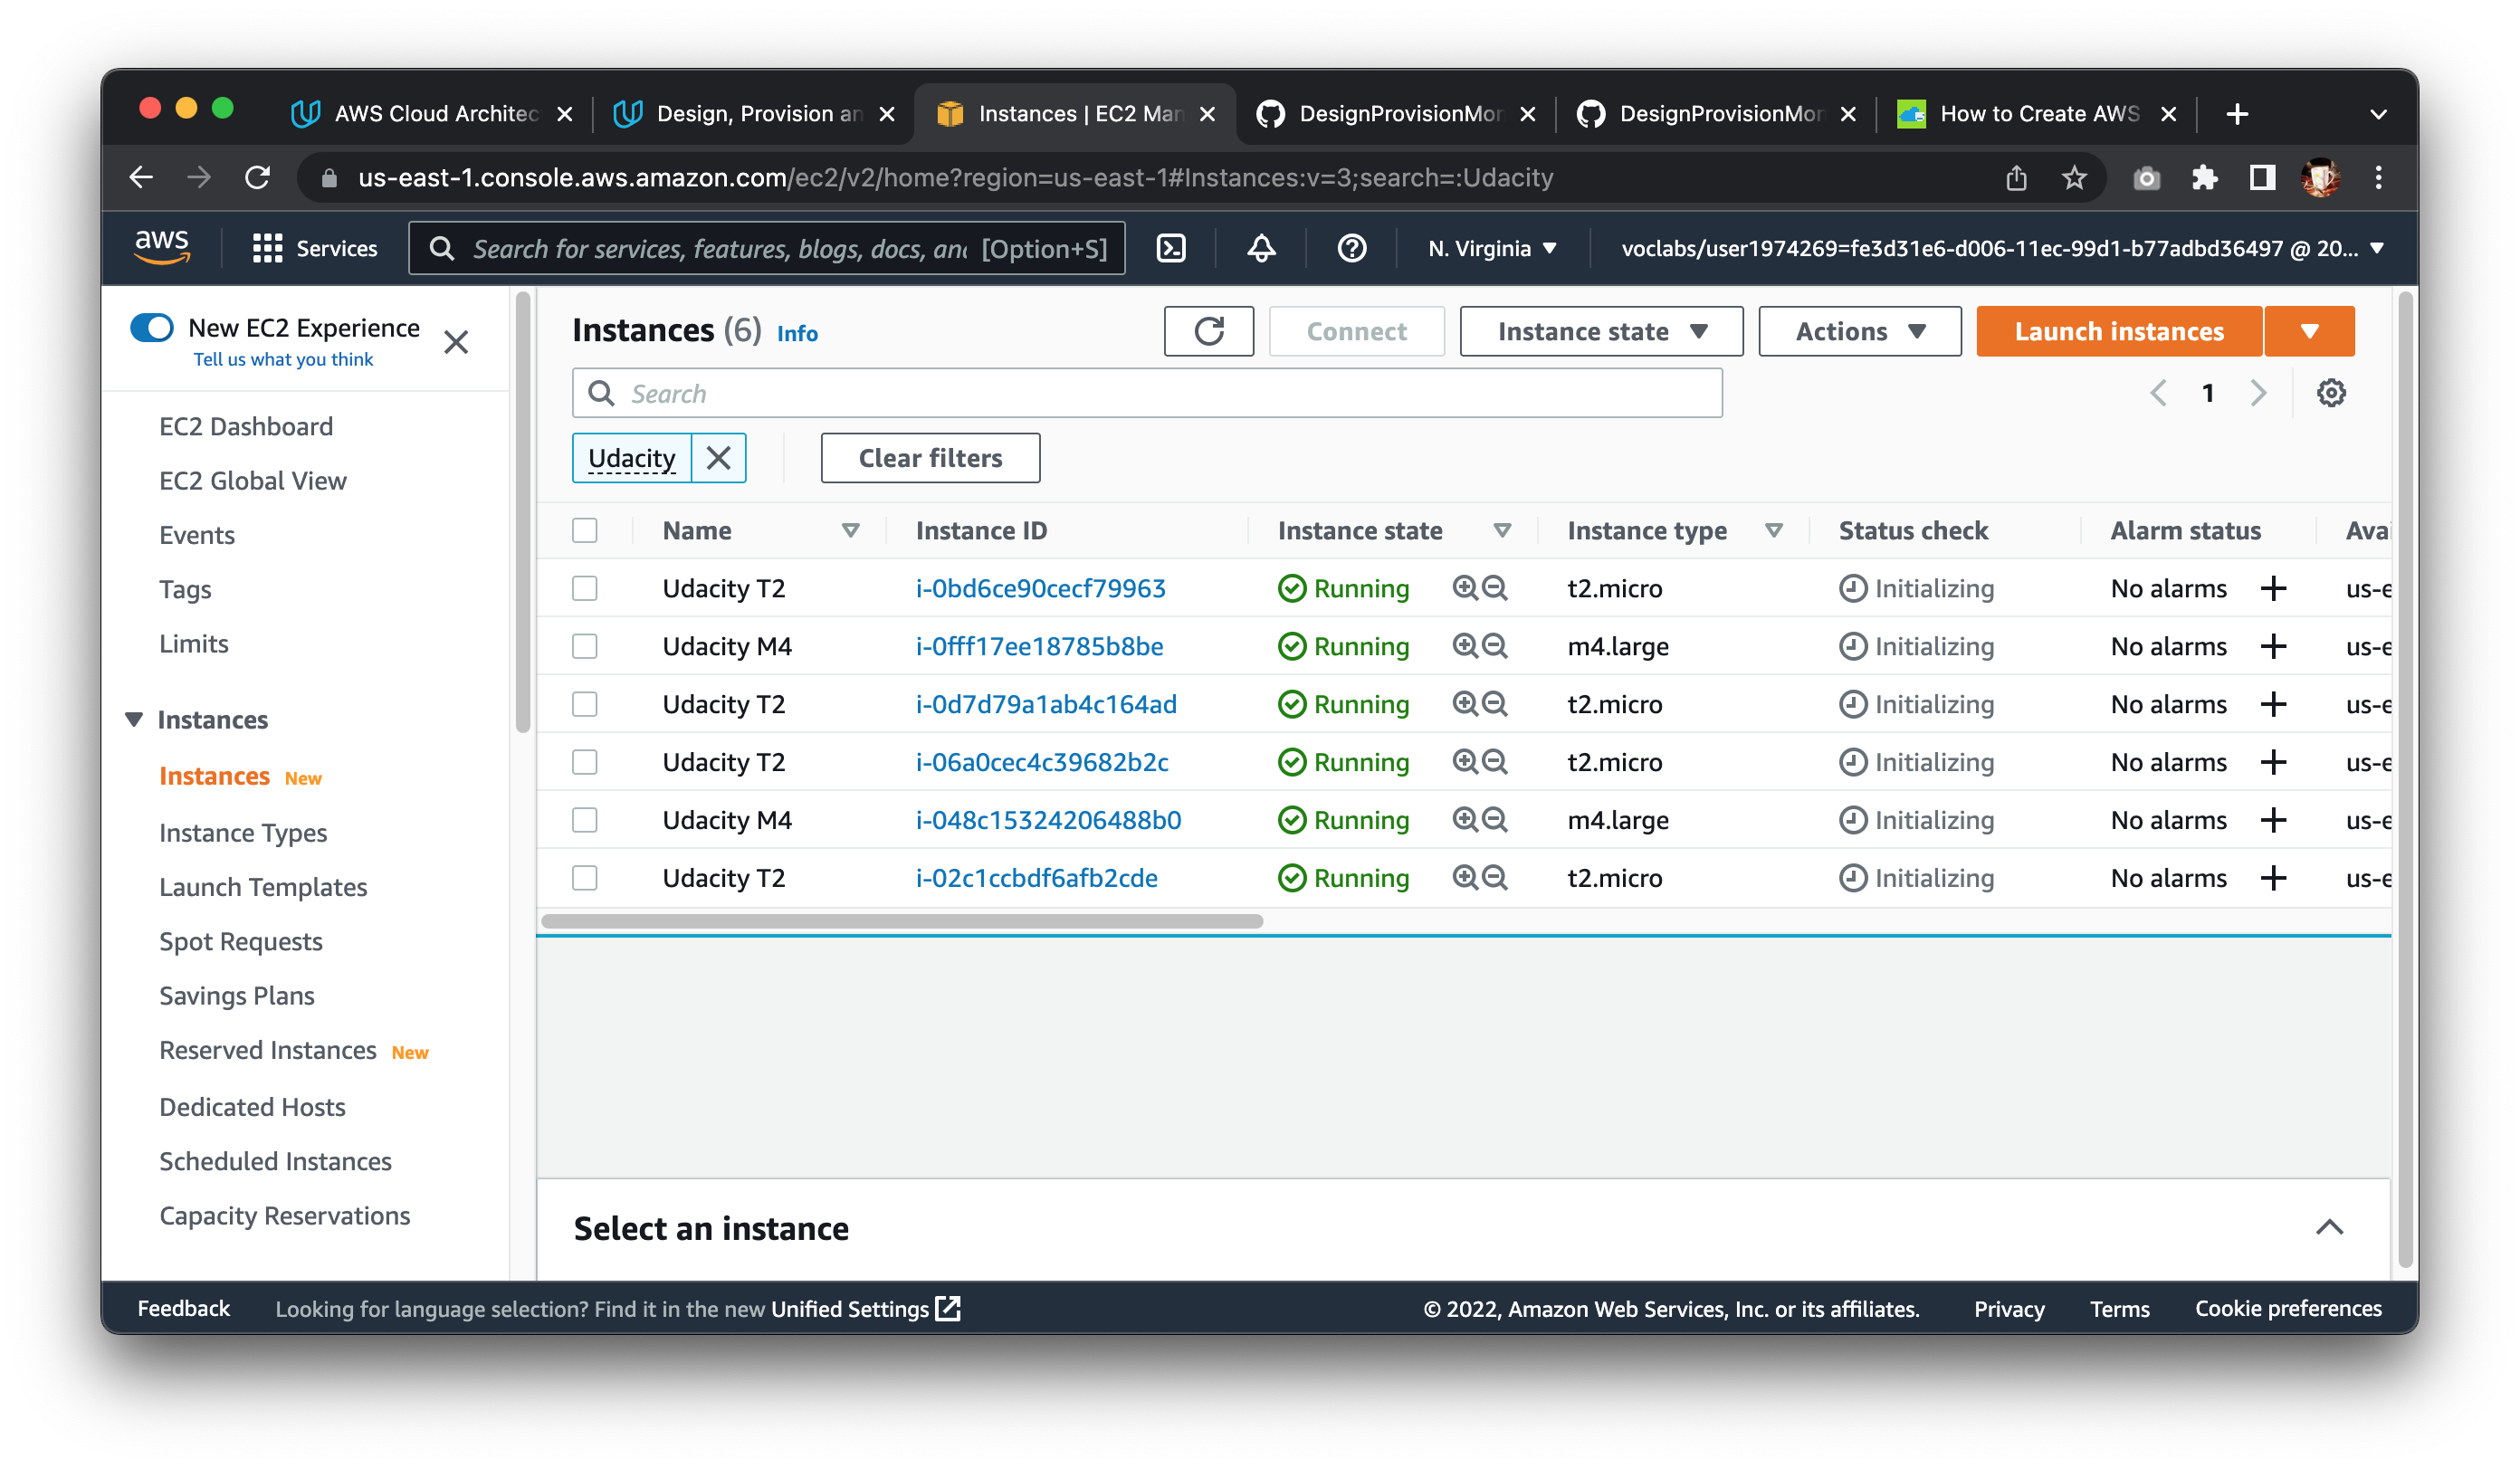 AWS Cloud Architec
Design, Provision an
Instances | EC2 Man
DesignProvisionMon
DesignProvisionMon
How to Create AWS
us-east-1.console.aws.amazon.com/ec2/v2/home?region=us-east-1#Instances:v=3;search=:Udacity
aws
Services
Search for services, features, blogs, docs, and [Option+S]
N. Virginia
voclabs/user1974269=fe3d31e6-d006-11ec-99d1-b77adbd36497 @ 20...
New EC2 Experience
Tell us what you think
EC2 Dashboard
EC2 Global View
Events
Tags
Limits
Instances
Instances New
Instance Types
Launch Templates
Spot Requests
Savings Plans
Reserved Instances New
Dedicated Hosts
Scheduled Instances
Capacity Reservations
Instances (6) Info
Connect
Instance state
Actions
Launch instances
Search
1
Udacity
Clear filters
Name Instance ID Instance state Instance type Status check Alarm status Avai
Udacity T2 i-0bd6ce90cecf79963 Running t2.micro Initializing No alarms us-e
Udacity M4 i-0fff17ee18785b8be Running m4.large Initializing No alarms us-e
Udacity T2 i-0d7d79a1ab4c164ad Running t2.micro Initializing No alarms us-e
Udacity T2 i-06a0cec4c39682b2c Running t2.micro Initializing No alarms us-e
Udacity M4 i-048c15324206488b0 Running m4.large Initializing No alarms us-e
Udacity T2 i-02c1ccbdf6afb2cde Running t2.micro Initializing No alarms us-e
Select an instance
Feedback
Looking for language selection? Find it in the new Unified Settings
© 2022, Amazon Web Services, Inc. or its affiliates.
Privacy
Terms
Cookie preferences